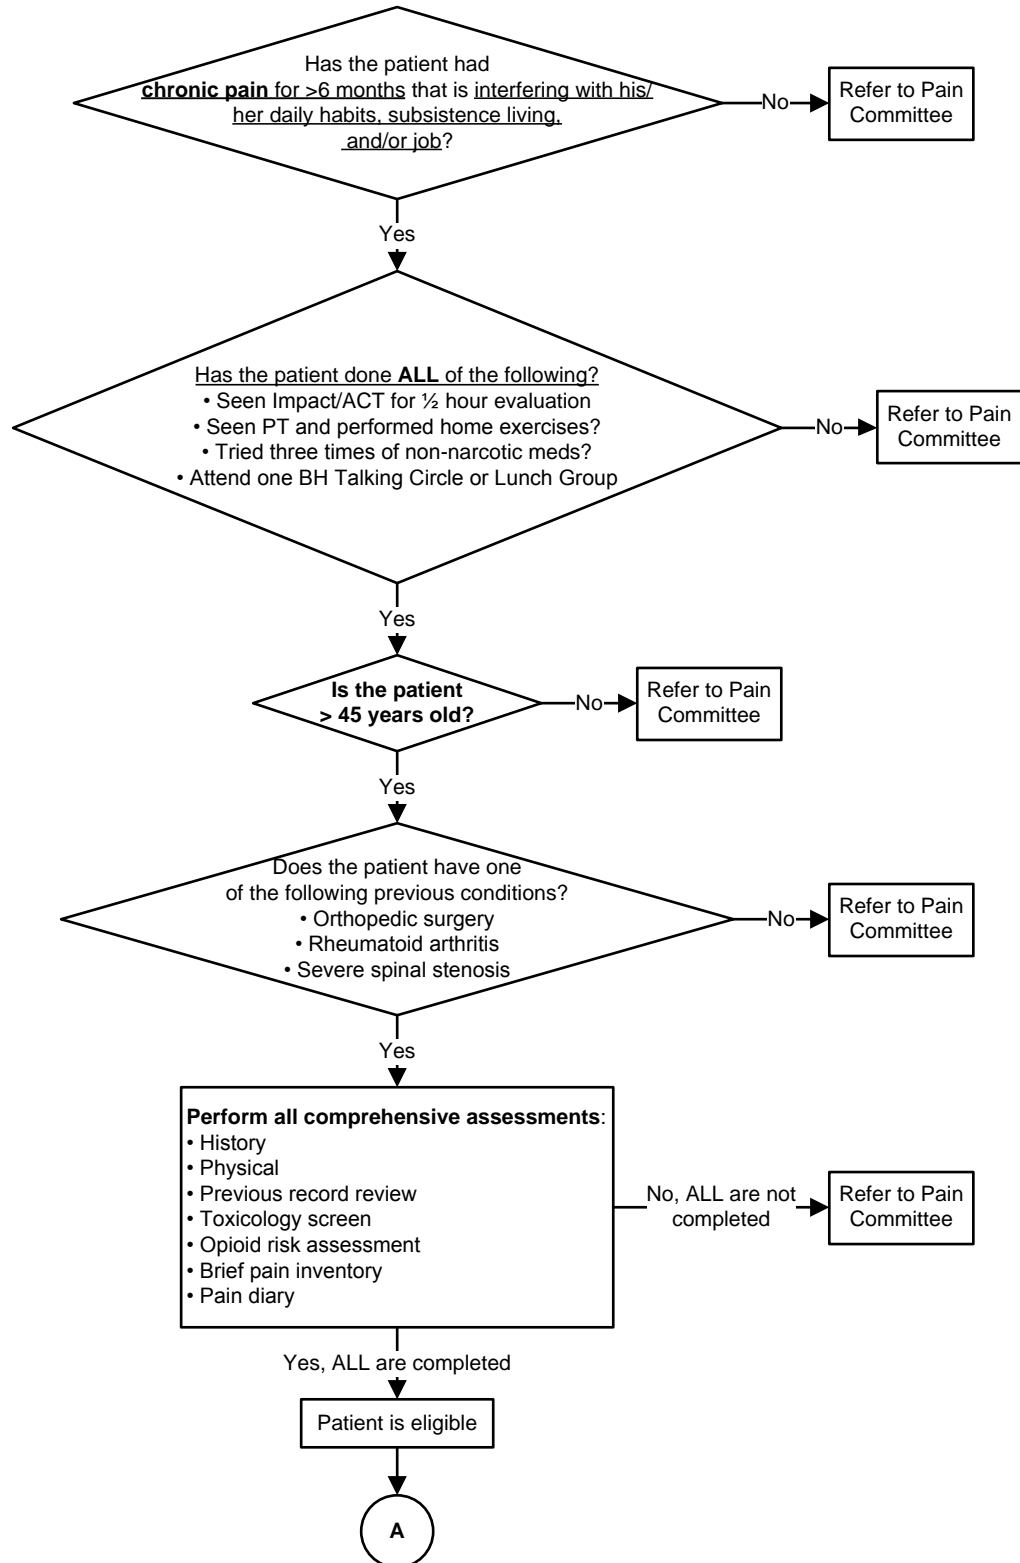 Has the patient had
chronic pain for >6 months that is interfering with his/
her daily habits, subsistence living,
and/or job?
No
Refer to Pain
Committee
Yes
Has the patient done ALL of the following?
• Seen Impact/ACT for ½ hour evaluation
• Seen PT and performed home exercises?
• Tried three times of non-narcotic meds?
• Attend one BH Talking Circle or Lunch Group
No
Refer to Pain
Committee
Yes
Is the patient
> 45 years old?
No
Refer to Pain
Committee
Yes
Does the patient have one
of the following previous conditions?
• Orthopedic surgery
• Rheumatoid arthritis
• Severe spinal stenosis
No
Refer to Pain
Committee
Yes
Perform all comprehensive assessments:
• History
• Physical
• Previous record review
• Toxicology screen
• Opioid risk assessment
• Brief pain inventory
• Pain diary
No, ALL are not
completed
Refer to Pain
Committee
Yes, ALL are completed
Patient is eligible
A